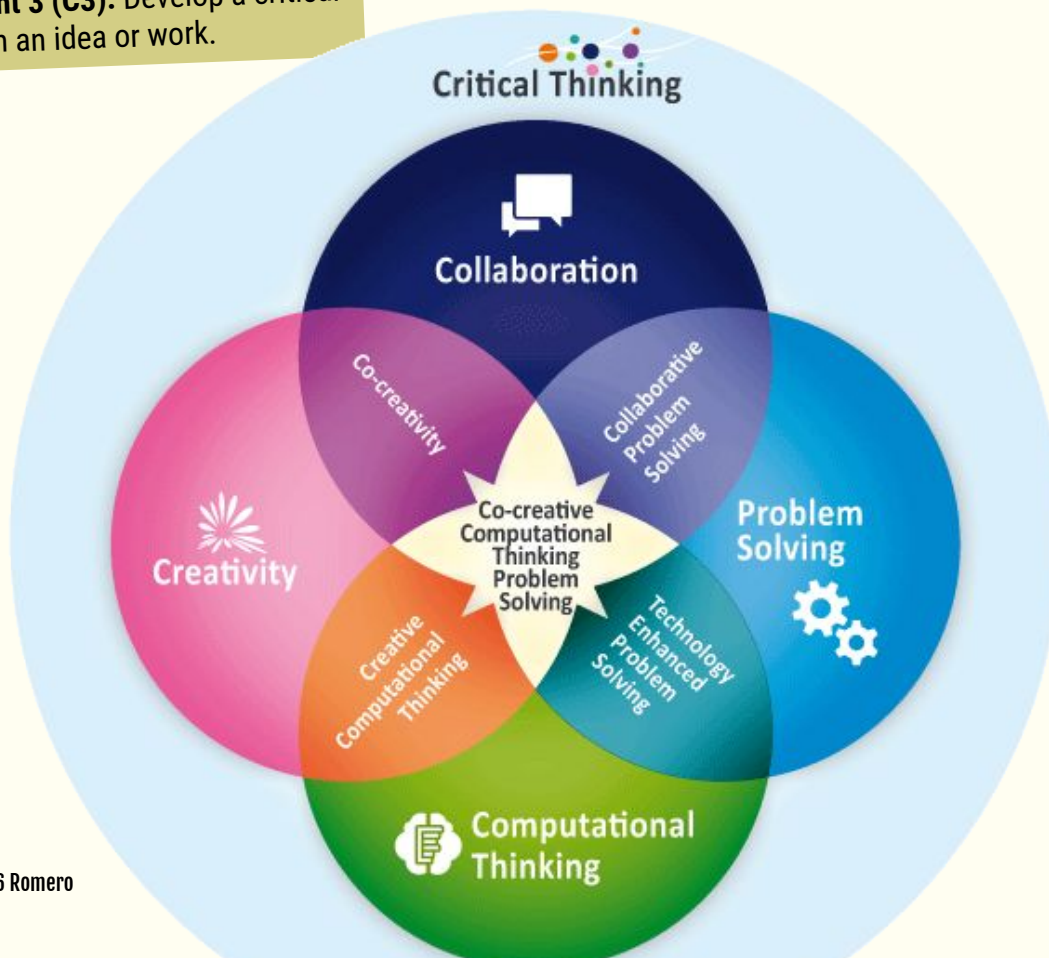 nt 3 (C3): Develop a critical
n an idea or work.
Critical Thinking
Collaboration
Co-creativity
Collaborative
Problem
Solving
Creativity
Co-creative
Computational
Thinking
Problem
Solving
Problem
Solving
Creative
Computational
Thinking
Technology
Enhanced
Problem
Solving
Computational
Thinking
6 Romero